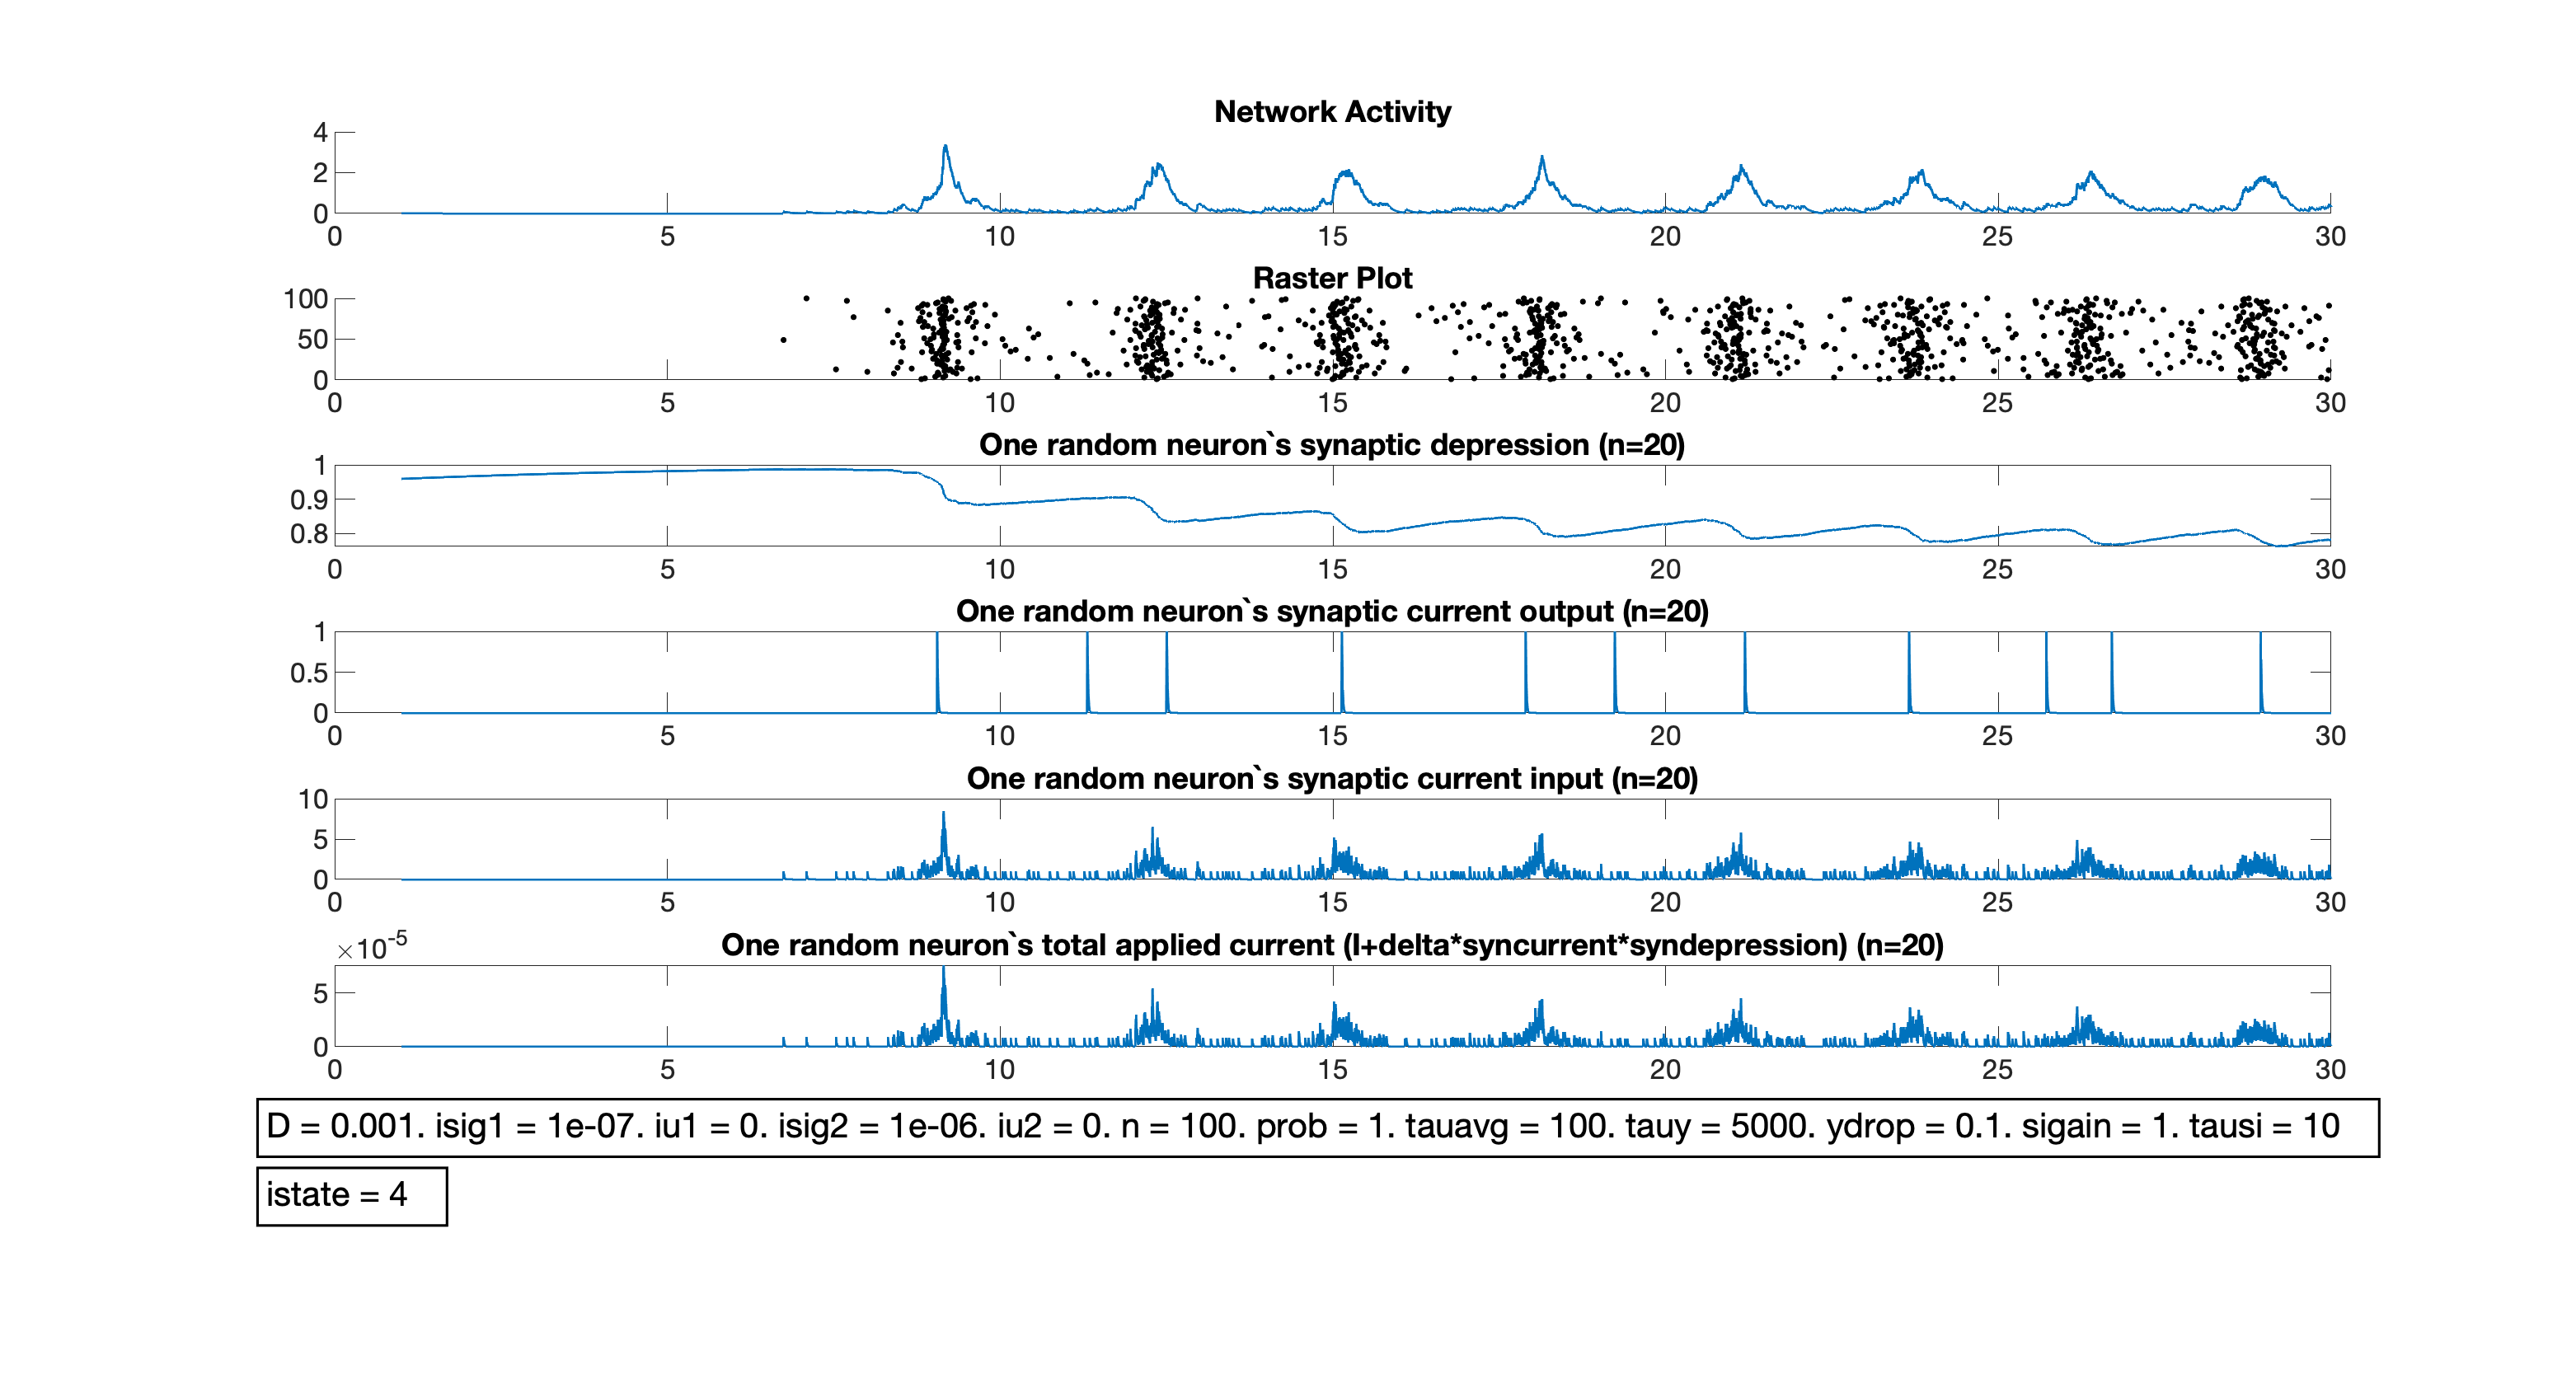 Network Activity
4
2
0
0 5 10 15 20 25 30
Raster Plot
100
50
0
0 5 10 15 20 25 30
One random neuron`s synaptic depression (n=20)
1
0.9
0.8
0 5 10 15 20 25 30
One random neuron`s synaptic current output (n=20)
1
0.5
0
0 5 10 15 20 25 30
One random neuron`s synaptic current input (n=20)
10
5
0
0 5 10 15 20 25 30
×10-5 One random neuron`s total applied current (I+delta*syncurrent*syndepression) (n=20)
5
0
0 5 10 15 20 25 30
D = 0.001. isig1 = 1e-07. iu1 = 0. isig2 = 1e-06. iu2 = 0. n = 100. prob = 1. tauavg = 100. tauy = 5000. ydrop = 0.1. sigain = 1. tausi = 10
istate = 4